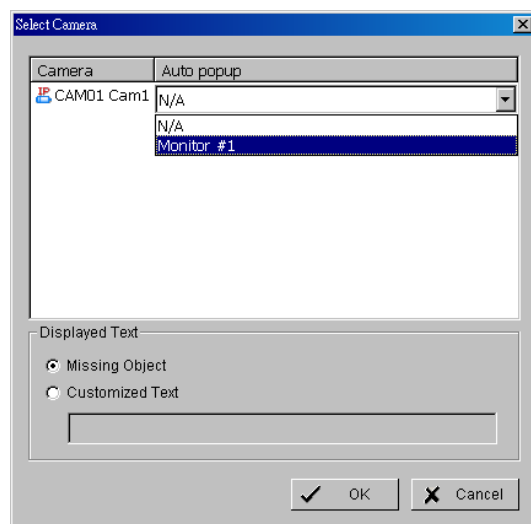 Select Camera
Camera Auto popup
IP CAM01 Cam1 N/A
N/A
Monitor #1
Displayed Text
Missing Object
Customized Text
OK Cancel